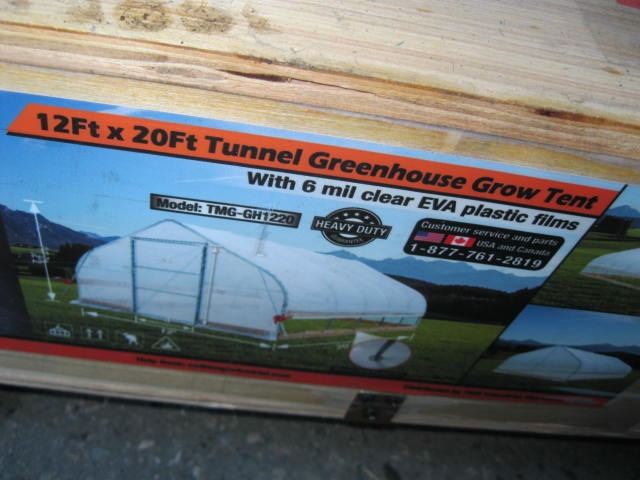 12Ft x 20Ft Tunnel Greenhouse Grow Tent
With 6 mil clear EVA plastic films
Model: TMG-GH1220
HEAVY DUTY
Customer service and parts
USA and Canada
1-877-761-2819